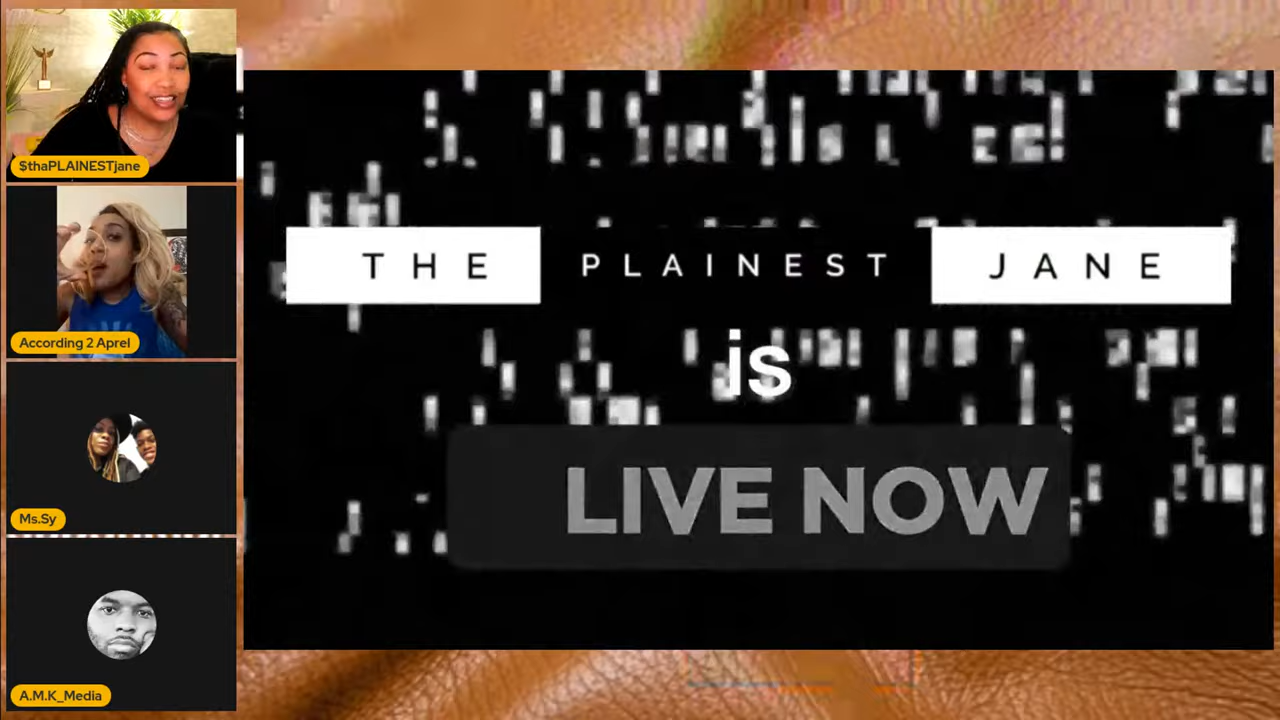 $thaPLAINESTjane
According 2 Aprel
Ms.Sy
A.M.K_Media
THE PLAINEST JANE
is
LIVE NOW